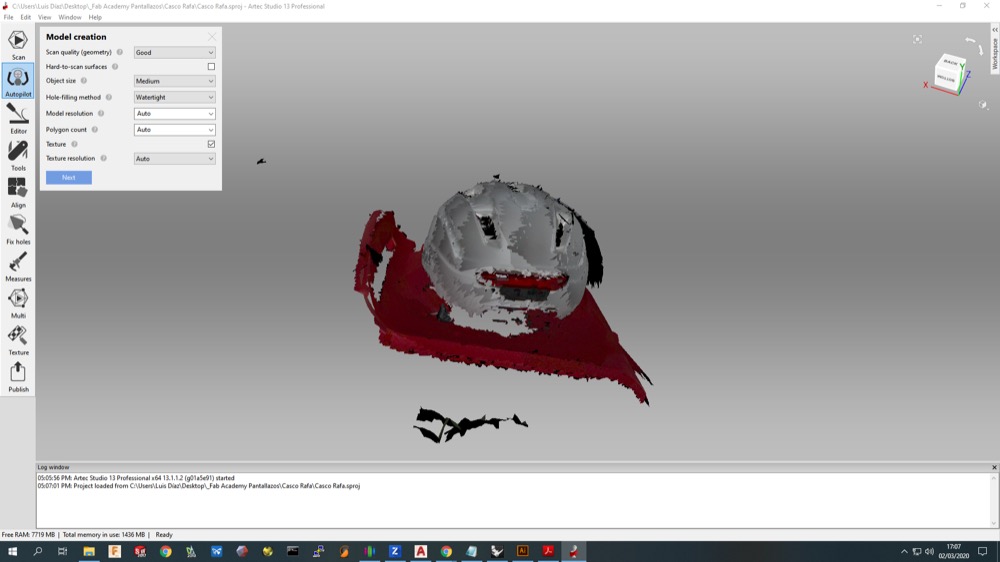 C:\Users\Luis Díaz\Desktop\_Fab Academy Pantallazos\Casco Rafa\Casco Rafa.sproj - Artec Studio 13 Professional
File Edit View Window Help
Scan
Autopilot
Editor
Tools
Align
Fix holes
Measures
Multi
Texture
Publish
Model creation
Scan quality (geometry) ? Good
Hard-to-scan surfaces ?
Object size ? Medium
Hole-filling method ? Watertight
Model resolution ? Auto
Polygon count ? Auto
Texture ?
Texture resolution ? Auto
Next
Workspace
BACK
X
Y
Z
Log window
05:05:56 PM: Artec Studio 13 Professional x64 13.1.1.2 (g01a5e91) started
05:07:01 PM: Project loaded from C:\Users\Luis Díaz\Desktop\_Fab Academy Pantallazos\Casco Rafa\Casco Rafa.sproj
Free RAM: 7719 MB | Total memory in use: 1436 MB | Ready
17:07
02/03/2020